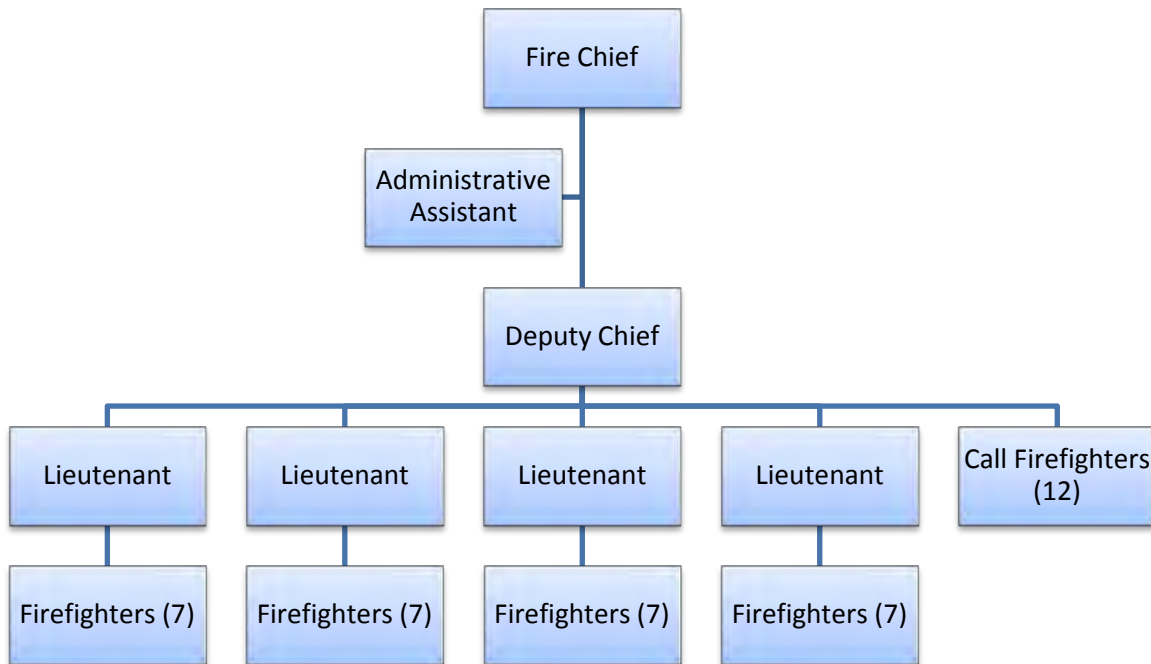 Fire Chief
Administrative
Assistant
Deputy Chief
Lieutenant
Lieutenant
Lieutenant
Lieutenant
Call Firefighters
(12)
Firefighters (7)
Firefighters (7)
Firefighters (7)
Firefighters (7)